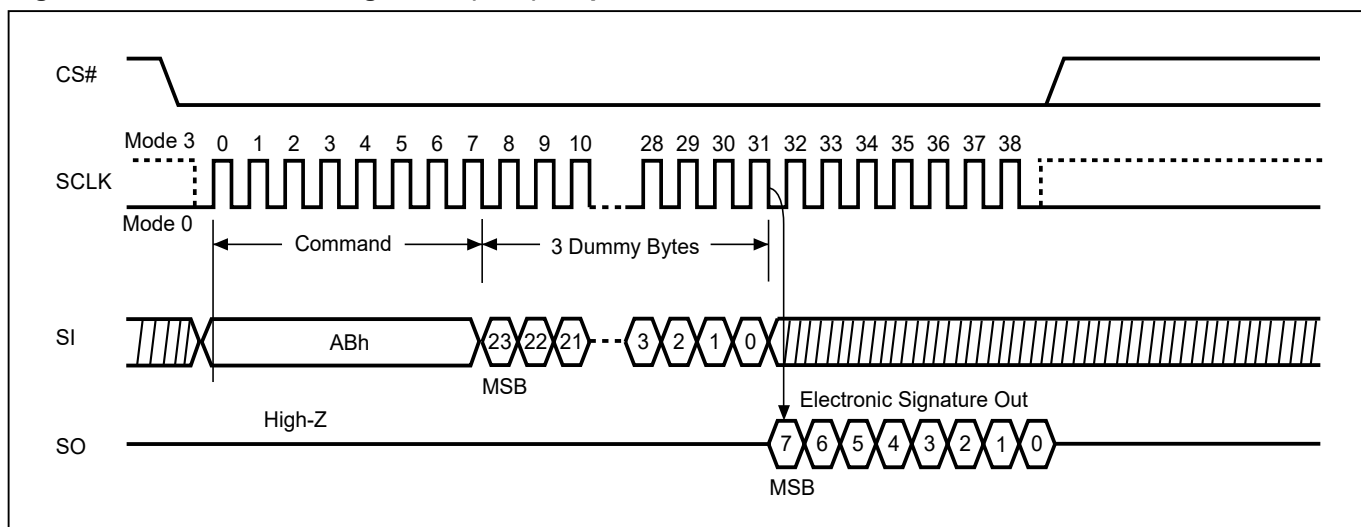 CS#
Mode 3 0 1 2 3 4 5 6 7 8 9 10 28 29 30 31 32 33 34 35 36 37 38
SCLK
Mode 0
Command 3 Dummy Bytes
SI ABh 23 22 21 3 2 1 0
MSB
Electronic Signature Out
High-Z
SO 7 6 5 4 3 2 1 0
MSB